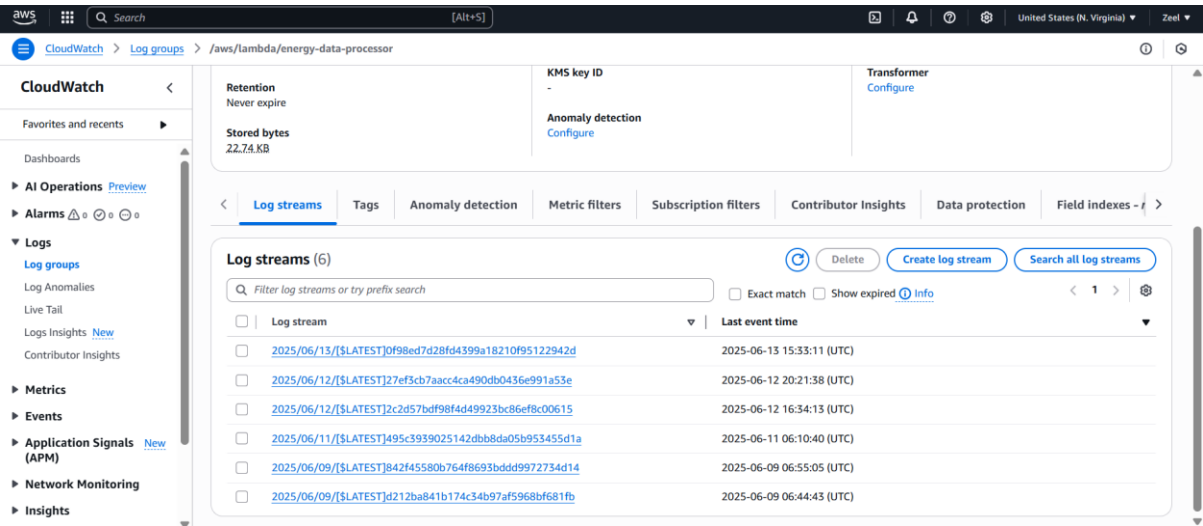 aws
Search [Alt+S] United States (N. Virginia) Zeel
CloudWatch > Log groups > /aws/lambda/energy-data-processor
CloudWatch
Favorites and recents
Dashboards
AI Operations Preview
Alarms 0 0 0
Logs
Log groups
Log Anomalies
Live Tail
Logs Insights New
Contributor Insights
Metrics
Events
Application Signals New
(APM)
Network Monitoring
Insights
Retention
Never expire
Stored bytes
22.74 KB
KMS key ID
-
Anomaly detection
Configure
Transformer
Configure
Log streams Tags Anomaly detection Metric filters Subscription filters Contributor Insights Data protection Field indexes -
Log streams (6)
Delete Create log stream Search all log streams
Filter log streams or try prefix search Exact match Show expired Info 1
Log stream Last event time
2025/06/13/[$LATEST]0f98ed7d28fd4399a18210f95122942d 2025-06-13 15:33:11 (UTC)
2025/06/12/[$LATEST]27ef3cb7aacc4ca490db0436e991a53e 2025-06-12 20:21:38 (UTC)
2025/06/12/[$LATEST]2c2d57bdf98f4d49923bc86ef8c00615 2025-06-12 16:34:13 (UTC)
2025/06/11/[$LATEST]495c3939025142dbb8da05b953455d1a 2025-06-11 06:10:40 (UTC)
2025/06/09/[$LATEST]842f45580b764f8693bddd9972734d14 2025-06-09 06:55:05 (UTC)
2025/06/09/[$LATEST]d212ba841b174c34b97af5968bf681fb 2025-06-09 06:44:43 (UTC)